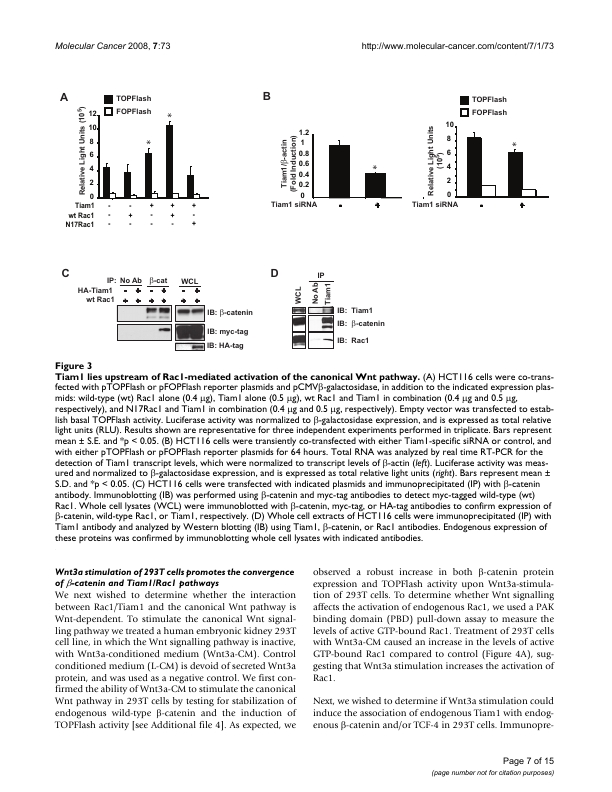 Molecular Cancer 2008, 7:73
http://www.molecular-cancer.com/content/7/1/73
A
TOPFlash
FOPFlash
Relative Light Units (10⁵)
12
10
8
6
4
2
0
*
*
Tiam1 - - + + +
wt Rac1 - + - + -
N17Rac1 - - - - +
B
Tiam1/β-actin
(Fold Induction)
1.2
1
0.8
0.6
0.4
0.2
0
*
Tiam1 siRNA - +
TOPFlash
FOPFlash
Relative Light Units
(10⁵)
10
8
6
4
2
0
*
Tiam1 siRNA - +
C
IP: No Ab β-cat WCL
HA-Tiam1 - + - + - +
wt Rac1 + + + + + +
IB: β-catenin
IB: myc-tag
IB: HA-tag
D
IP
WCL
No Ab
Tiam1
IB: Tiam1
IB: β-catenin
IB: Rac1
Figure 3
Tiam1 lies upstream of Rac1-mediated activation of the canonical Wnt pathway. (A) HCT116 cells were co-trans-
fected with pTOPFlash or pFOPFlash reporter plasmids and pCMVβ-galactosidase, in addition to the indicated expression plas-
mids: wild-type (wt) Rac1 alone (0.4 μg), Tiam1 alone (0.5 μg), wt Rac1 and Tiam1 in combination (0.4 μg and 0.5 μg,
respectively), and N17Rac1 and Tiam1 in combination (0.4 μg and 0.5 μg, respectively). Empty vector was transfected to estab-
lish basal TOPFlash activity. Luciferase activity was normalized to β-galactosidase expression, and is expressed as total relative
light units (RLU). Results shown are representative for three independent experiments performed in triplicate. Bars represent
mean ± S.E. and *p < 0.05. (B) HCT116 cells were transiently co-transfected with either Tiam1-specific siRNA or control, and
with either pTOPFlash or pFOPFlash reporter plasmids for 64 hours. Total RNA was analyzed by real time RT-PCR for the
detection of Tiam1 transcript levels, which were normalized to transcript levels of β-actin (left). Luciferase activity was meas-
ured and normalized to β-galactosidase expression, and is expressed as total relative light units (right). Bars represent mean ±
S.D. and *p < 0.05. (C) HCT116 cells were transfected with indicated plasmids and immunoprecipitated (IP) with β-catenin
antibody. Immunoblotting (IB) was performed using β-catenin and myc-tag antibodies to detect myc-tagged wild-type (wt)
Rac1. Whole cell lysates (WCL) were immunoblotted with β-catenin, myc-tag, or HA-tag antibodies to confirm expression of
β-catenin, wild-type Rac1, or Tiam1, respectively. (D) Whole cell extracts of HCT116 cells were immunoprecipitated (IP) with
Tiam1 antibody and analyzed by Western blotting (IB) using Tiam1, β-catenin, or Rac1 antibodies. Endogenous expression of
these proteins was confirmed by immunoblotting whole cell lysates with indicated antibodies.
Wnt3a stimulation of 293T cells promotes the convergence
of β-catenin and Tiam1/Rac1 pathways
We next wished to determine whether the interaction
between Rac1/Tiam1 and the canonical Wnt pathway is
Wnt-dependent. To stimulate the canonical Wnt signal-
ling pathway we treated a human embryonic kidney 293T
cell line, in which the Wnt signalling pathway is inactive,
with Wnt3a-conditioned medium (Wnt3a-CM). Control
conditioned medium (L-CM) is devoid of secreted Wnt3a
protein, and was used as a negative control. We first con-
firmed the ability of Wnt3a-CM to stimulate the canonical
Wnt pathway in 293T cells by testing for stabilization of
endogenous wild-type β-catenin and the induction of
TOPFlash activity [see Additional file 4]. As expected, we
observed a robust increase in both β-catenin protein
expression and TOPFlash activity upon Wnt3a-stimula-
tion of 293T cells. To determine whether Wnt signalling
affects the activation of endogenous Rac1, we used a PAK
binding domain (PBD) pull-down assay to measure the
levels of active GTP-bound Rac1. Treatment of 293T cells
with Wnt3a-CM caused an increase in the levels of active
GTP-bound Rac1 compared to control (Figure 4A), sug-
gesting that Wnt3a stimulation increases the activation of
Rac1.
Next, we wished to determine if Wnt3a stimulation could
induce the association of endogenous Tiam1 with endog-
enous β-catenin and/or TCF-4 in 293T cells. Immunopre-
Page 7 of 15
(page number not for citation purposes)